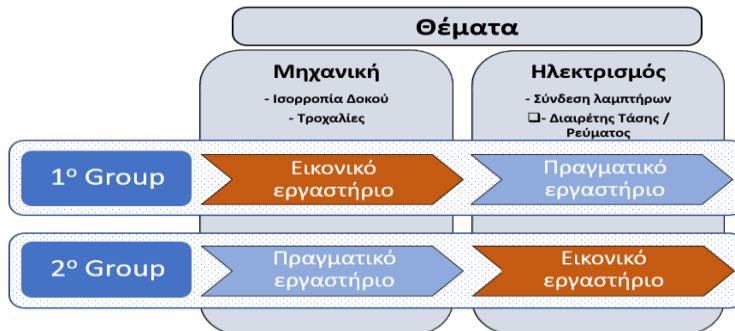 Θέματα
Μηχανική
- Ισορροπία Δοκού
- Τροχαλίες
Ηλεκτρισμός
- Σύνδεση λαμπτήρων
❑- Διαιρέτης Τάσης /
Ρεύματος
1ο Group
Εικονικό
εργαστήριο
Πραγματικό
εργαστήριο
2ο Group
Πραγματικό
εργαστήριο
Εικονικό
εργαστήριο